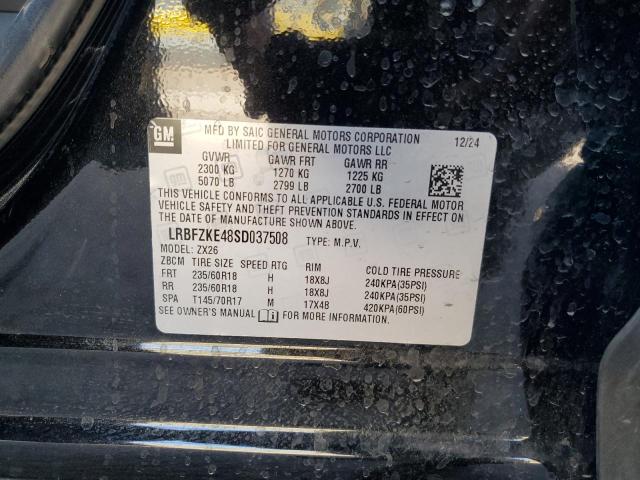 GM
MFD BY SAIC GENERAL MOTORS CORPORATION 12/24
LIMITED FOR GENERAL MOTORS LLC
GVWR GAWR FRT GAWR RR
2300 KG 1270 KG 1225 KG
5070 LB 2799 LB 2700 LB
THIS VEHICLE CONFORMS TO ALL APPLICABLE U.S. FEDERAL MOTOR
VEHICLE SAFETY AND THEFT PREVENTION STANDARDS IN EFFECT ON
THE DATE OF MANUFACTURE SHOWN ABOVE.
LRBFZKE48SD037508 TYPE: M.P.V.
MODEL: ZX26
ZBCM TIRE SIZE SPEED RTG RIM COLD TIRE PRESSURE
FRT 235/60R18 H 18X8J 240KPA(35PSI)
RR 235/60R18 H 18X8J 240KPA(35PSI)
SPA T145/70R17 M 17X4B 420KPA(60PSI)
SEE OWNER'S MANUAL i FOR MORE INFORMATION